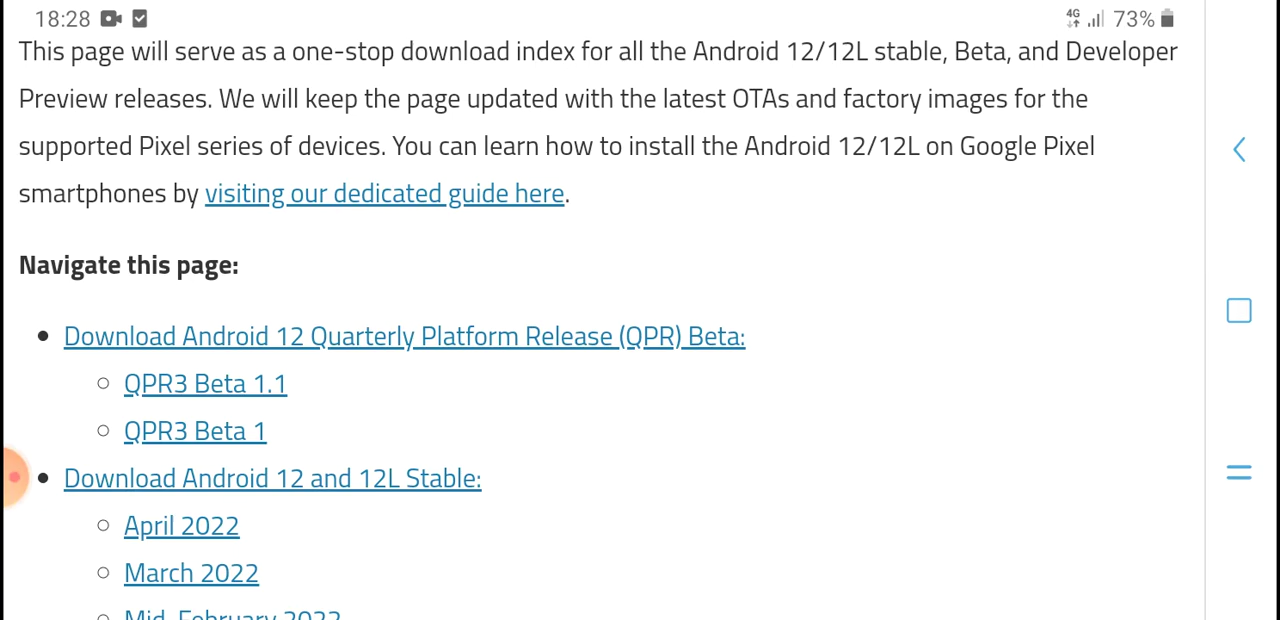 18:28 4G 73%
This page will serve as a one-stop download index for all the Android 12/12L stable, Beta, and Developer
Preview releases. We will keep the page updated with the latest OTAs and factory images for the
supported Pixel series of devices. You can learn how to install the Android 12/12L on Google Pixel
smartphones by visiting our dedicated guide here.
Navigate this page:
Download Android 12 Quarterly Platform Release (QPR) Beta:
QPR3 Beta 1.1
QPR3 Beta 1
Download Android 12 and 12L Stable:
April 2022
March 2022
Mid-February 2022